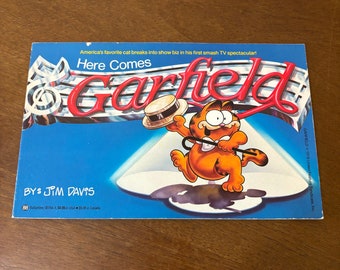 America's favorite cat breaks into show biz in his first smash TV spectacular!
Here Comes
Garfield
BY: JIM DAVIS